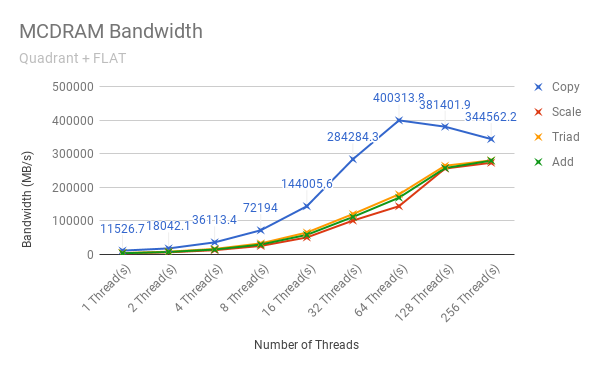 MCDRAM Bandwidth
Quadrant + FLAT
Bandwidth (MB/s)
500000
400000
300000
200000
100000
0
11526.7
18042.1
36113.4
72194
144005.6
284284.3
400313.8
381401.9
344562.2
1 Thread(s)
2 Thread(s)
4 Thread(s)
8 Thread(s)
16 Thread(s)
32 Thread(s)
64 Thread(s)
128 Thread(s)
256 Thread(s)
Number of Threads
Copy
Scale
Triad
Add